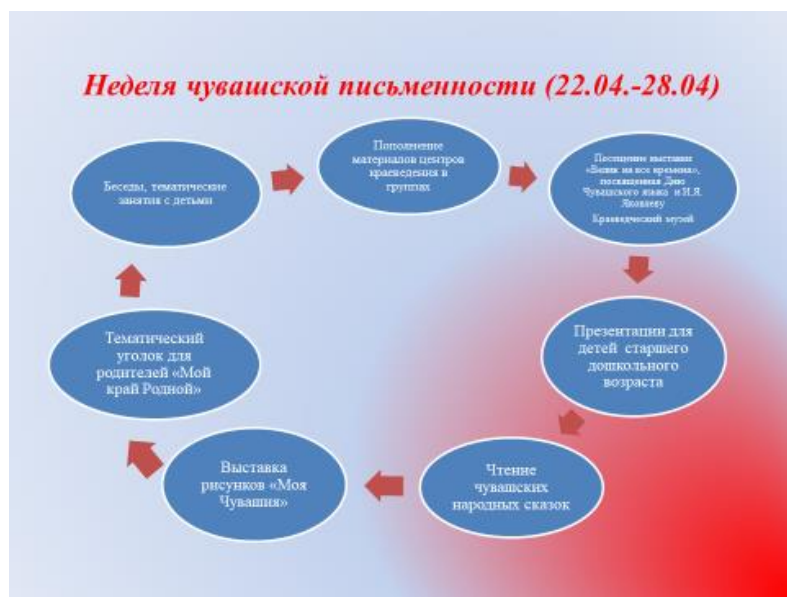 Неделя чувашской письменности (22.04.-28.04)
Пополнение
материалов центров
краеведения в
группах
Беседы, тематические
занятия с детьми
Посещение выставки
«Велик на все времена»,
посвященная Дню
Чувашского языка и И.Я.
Яковлеву
Краеведческий музей
Тематический
уголок для
родителей «Мой
край Родной»
Презентации для
детей старшего
дошкольного
возраста
Выставка
рисунков «Моя
Чувашия»
Чтение
чувашских
народных сказок